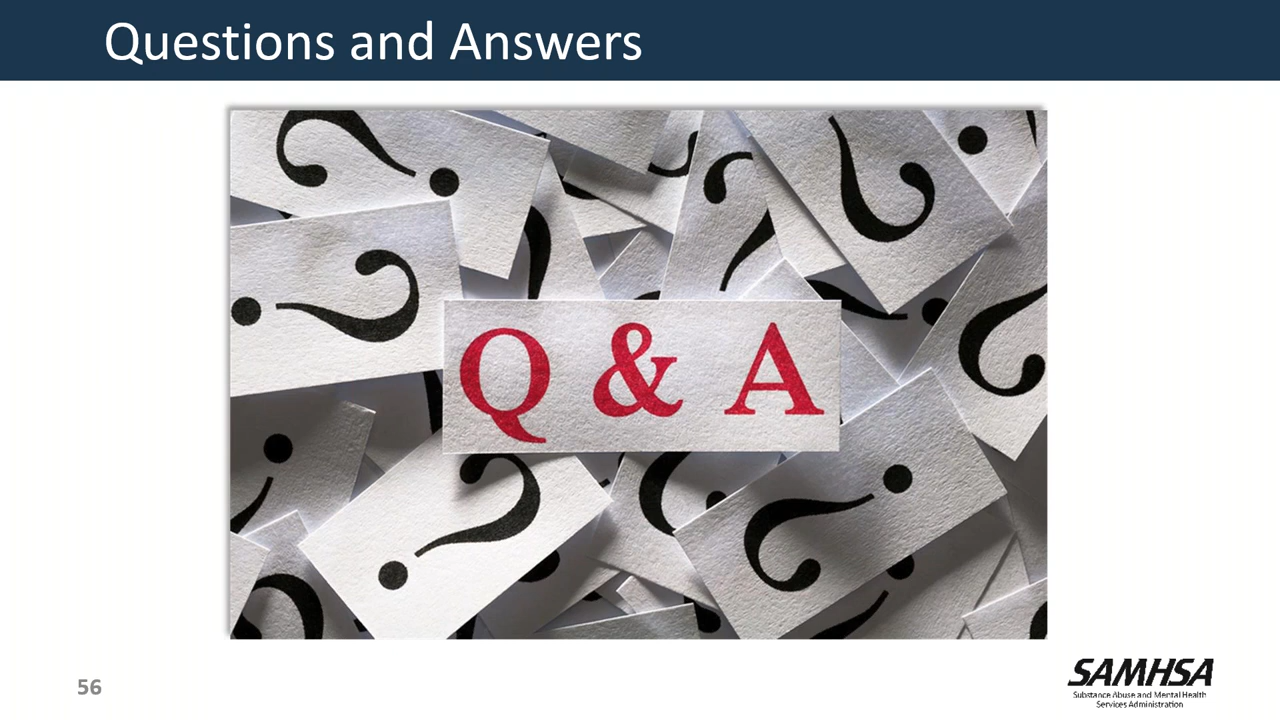 Questions and Answers
Q & A
56
SAMHSA
Substance Abuse and Mental Health
Services Administration